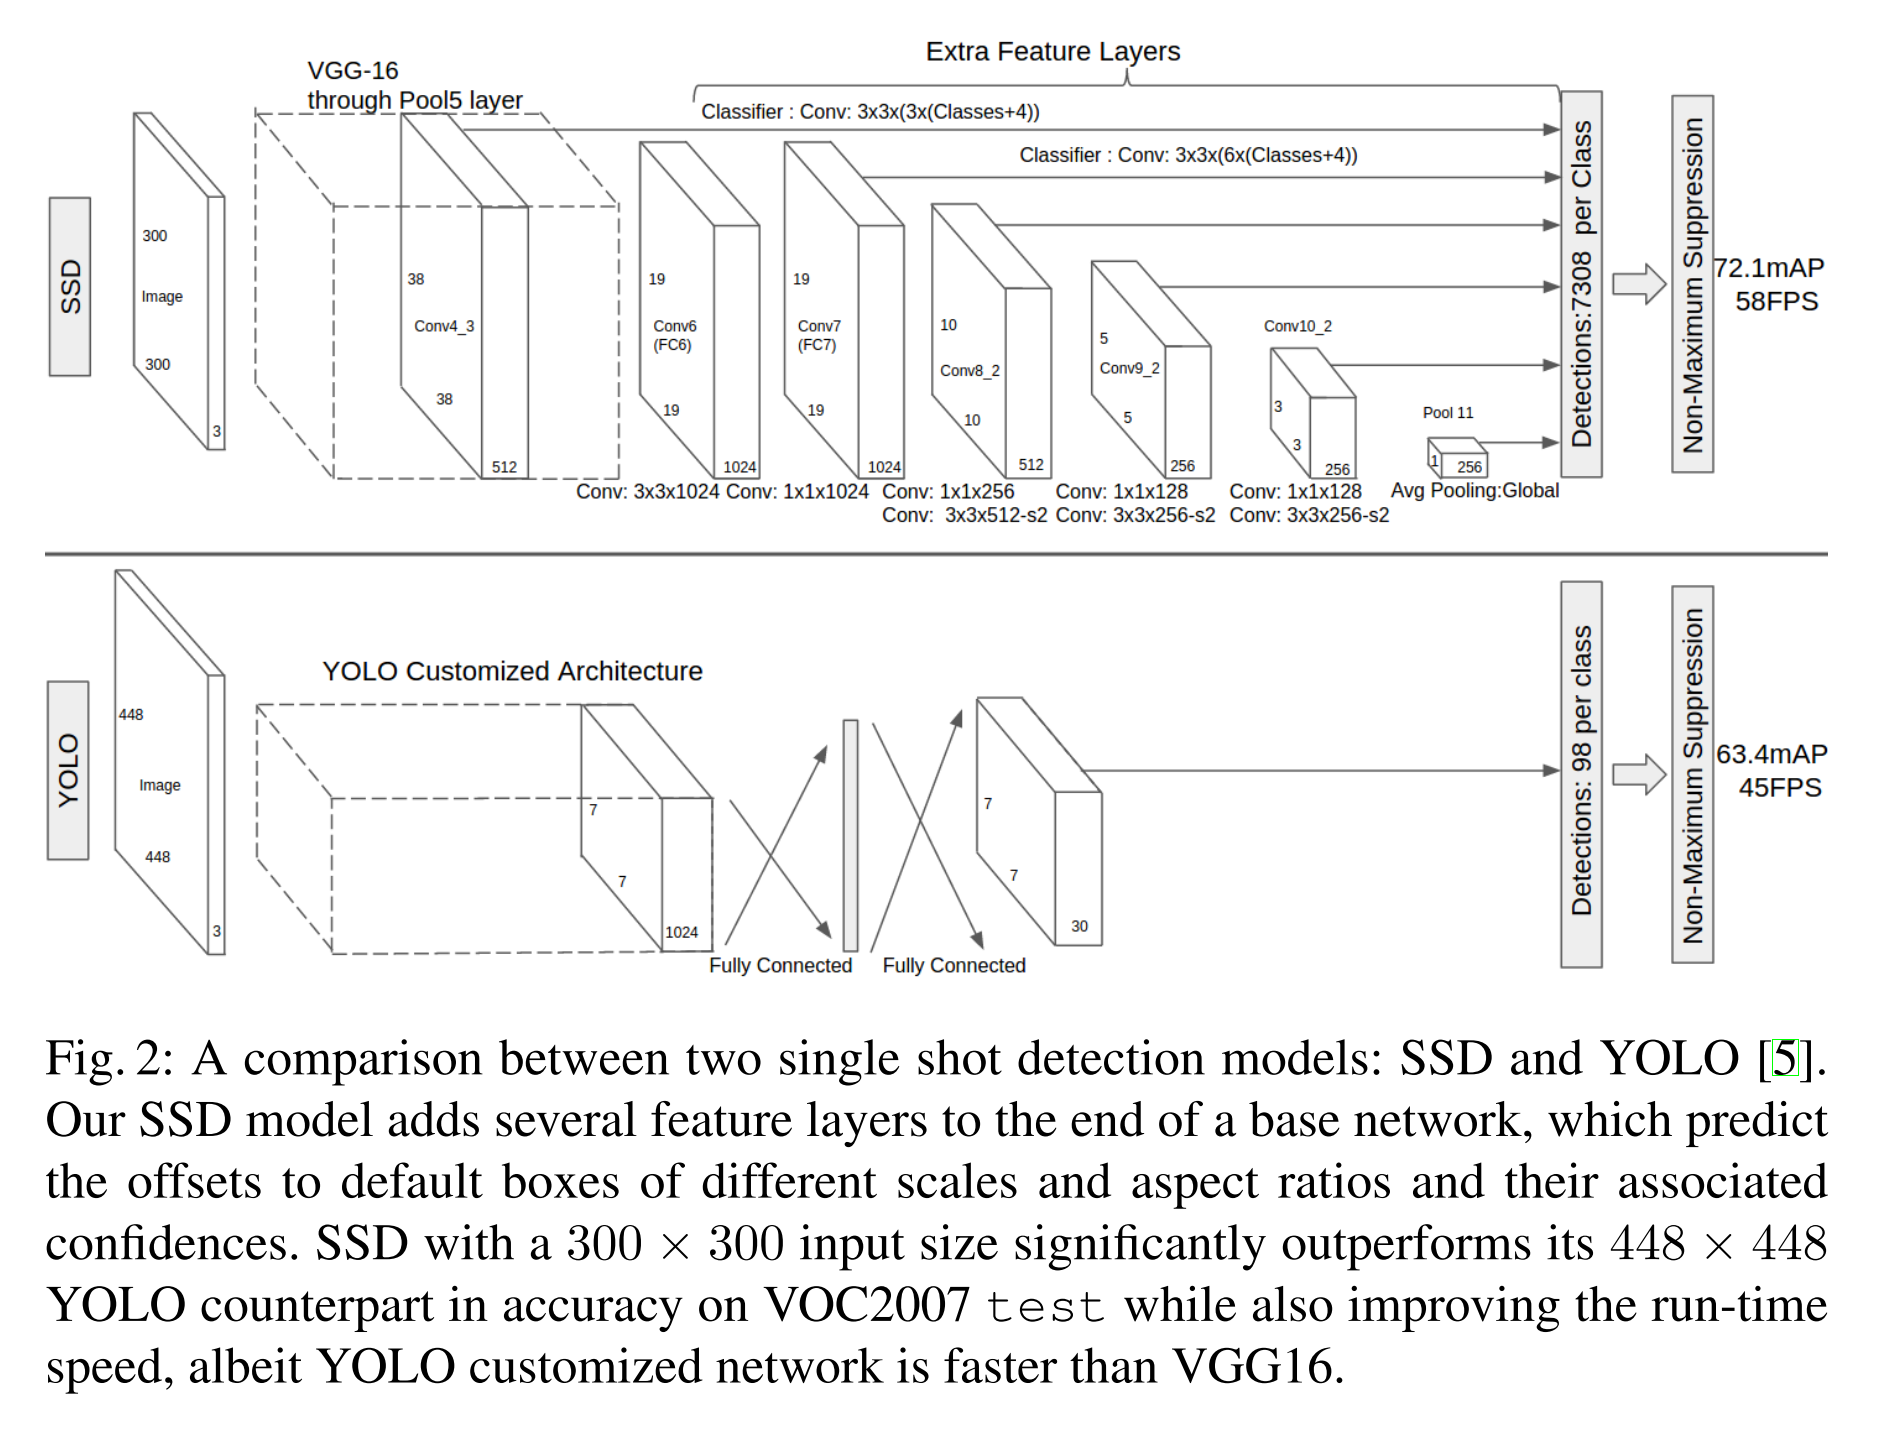 Extra Feature Layers
VGG-16
through Pool5 layer
Classifier : Conv: 3x3x(3x(Classes+4))
Classifier : Conv: 3x3x(6x(Classes+4))
SSD
300
Image
300
3
38
Conv4_3
38
512
19
Conv6
(FC6)
19
1024
19
Conv7
(FC7)
19
1024
10
Conv8_2
10
512
5
Conv9_2
5
256
Conv10_2
3
3
256
Pool 11
1
256
Conv: 3x3x1024
Conv: 1x1x1024
Conv: 1x1x256
Conv: 3x3x512-s2
Conv: 1x1x128
Conv: 3x3x256-s2
Conv: 1x1x128
Conv: 3x3x256-s2
Avg Pooling:Global
Detections:7308 per Class
Non-Maximum Suppression
72.1mAP
58FPS
YOLO
448
Image
448
3
YOLO Customized Architecture
7
7
1024
Fully Connected
Fully Connected
7
7
30
Detections: 98 per class
Non-Maximum Suppression
63.4mAP
45FPS
Fig. 2: A comparison between two single shot detection models: SSD and YOLO [5].
Our SSD model adds several feature layers to the end of a base network, which predict
the offsets to default boxes of different scales and aspect ratios and their associated
confidences. SSD with a 300 × 300 input size significantly outperforms its 448 × 448
YOLO counterpart in accuracy on VOC2007 test while also improving the run-time
speed, albeit YOLO customized network is faster than VGG16.